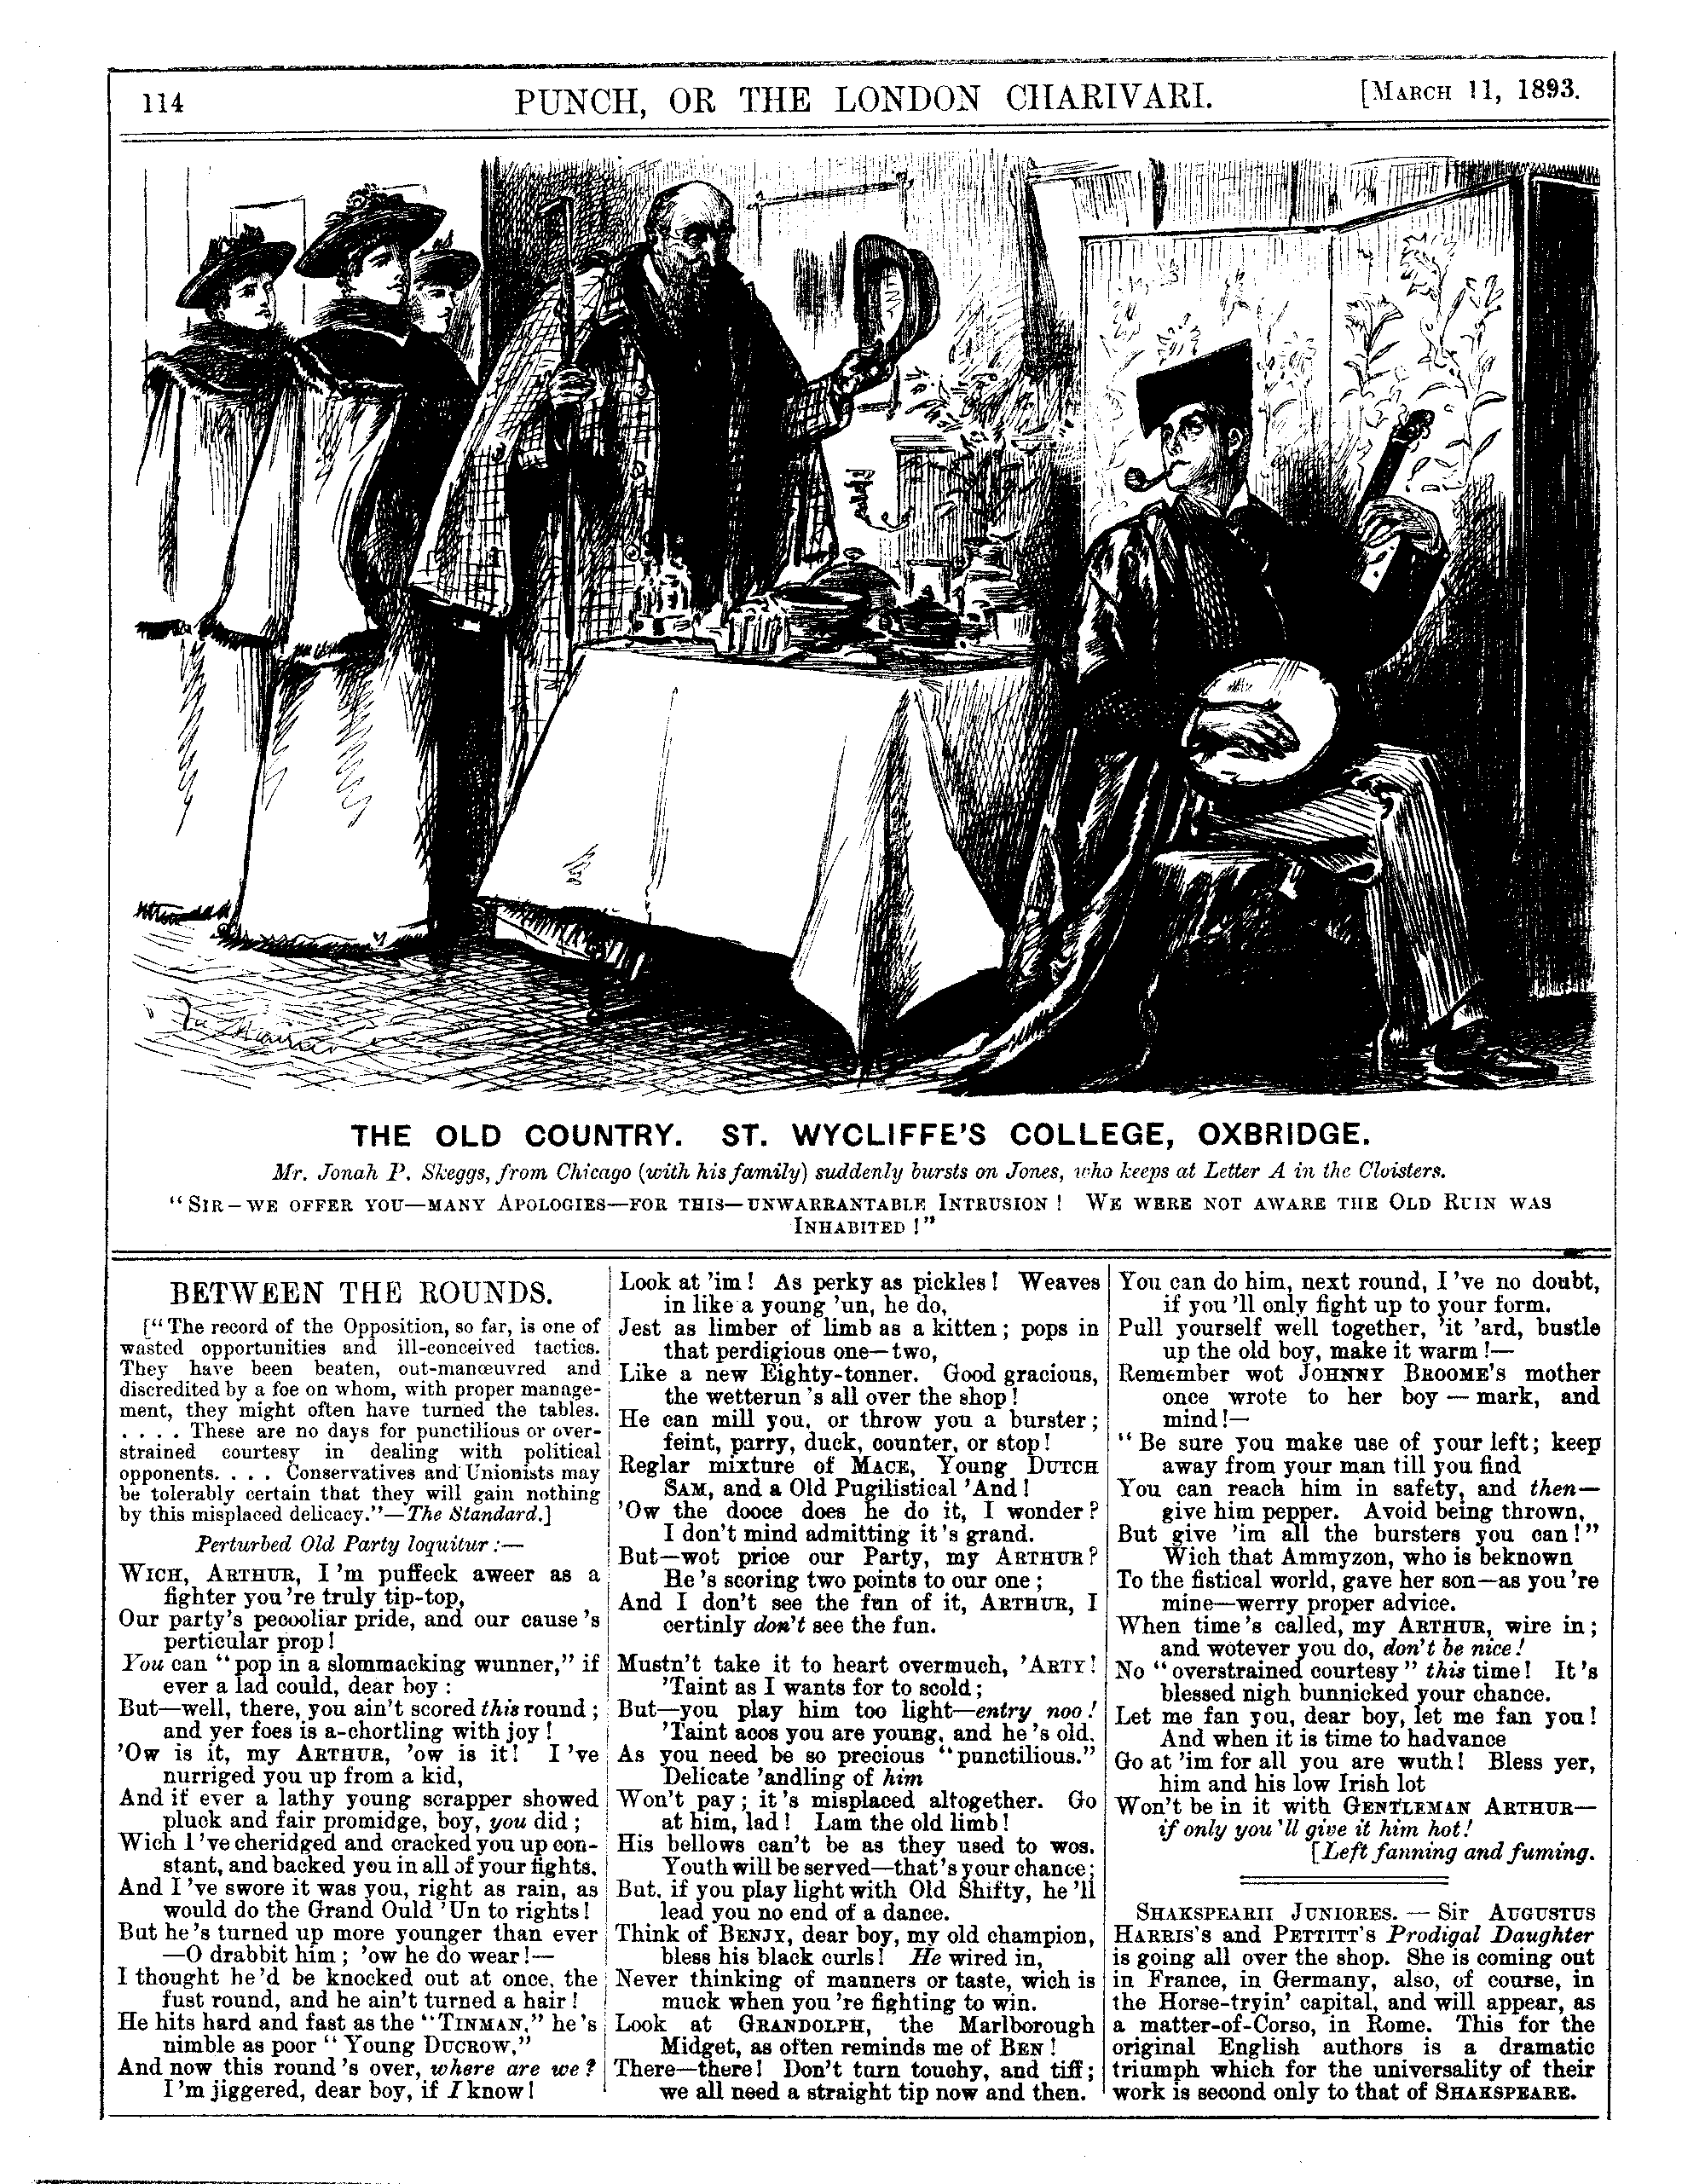 114
PUNCH, OR THE LONDON CHARIVARI.
[MARCH 11, 1893.
Du Maurier
THE OLD COUNTRY. ST. WYCLIFFE'S COLLEGE, OXBRIDGE.
Mr. Jonah P. Skeggs, from Chicago (with his family) suddenly bursts on Jones, who keeps at Letter A in the Cloisters.
"SIR—WE OFFER YOU—MANY APOLOGIES—FOR THIS—UNWARRANTABLE INTRUSION! WE WERE NOT AWARE THE OLD RUIN WAS
INHABITED!"
BETWEEN THE ROUNDS.
["The record of the Opposition, so far, is one of
wasted opportunities and ill-conceived tactics.
They have been beaten, out-manœuvred and
discredited by a foe on whom, with proper manage-
ment, they might often have turned the tables.
. . . . These are no days for punctilious or over-
strained courtesy in dealing with political
opponents. . . . Conservatives and Unionists may
be tolerably certain that they will gain nothing
by this misplaced delicacy."—The Standard.]
Perturbed Old Party loquitur:—
WICH, ARTHUR, I'm puffeck aweer as a
fighter you're truly tip-top,
Our party's pecooliar pride, and our cause's
perticular prop!
You can "pop in a slommacking wunner," if
ever a lad could, dear boy:
But—well, there, you ain't scored this round;
and yer foes is a-chortling with joy!
'Ow is it, my ARTHUR, 'ow is it! I've
nurriged you up from a kid,
And if ever a lathy young scrapper showed
pluck and fair promidge, boy, you did;
Wich I've cheridged and cracked you up con-
stant, and backed you in all of your fights,
And I've swore it was you, right as rain, as
would do the Grand Ould 'Un to rights!
But he's turned up more younger than ever
—O drabbit him; 'ow he do wear!—
I thought he'd be knocked out at once, the
fust round, and he ain't turned a hair!
He hits hard and fast as the "TINMAN," he's
nimble as poor "Young DUCROW,"
And now this round's over, where are we?
I'm jiggered, dear boy, if I know!
Look at 'im! As perky as pickles! Weaves
in like a young 'un, he do,
Jest as limber of limb as a kitten; pops in
that perdigious one—two,
Like a new Eighty-tonner. Good gracious,
the wetterun's all over the shop!
He can mill you, or throw you a burster;
feint, parry, duck, counter, or stop!
Reglar mixture of MACE, Young DUTCH
SAM, and a Old Pugilistical 'And!
'Ow the dooce does he do it, I wonder?
I don't mind admitting it's grand.
But—wot price our Party, my ARTHUR?
He's scoring two points to our one;
And I don't see the fun of it, ARTHUR, I
certinly don't see the fun.
Mustn't take it to heart overmuch, 'ARTY!
'Taint as I wants for to scold;
But—you play him too light—entry noo!
'Taint acos you are young, and he's old.
As you need be so precious "punctilious."
Delicate 'andling of him
Won't pay; it's misplaced altogether. Go
at him, lad! Lam the old limb!
His bellows can't be as they used to wos.
Youth will be served—that's your chance;
But, if you play light with Old Shifty, he'll
lead you no end of a dance.
Think of BENJY, dear boy, my old champion,
bless his black curls! He wired in,
Never thinking of manners or taste, wich is
muck when you're fighting to win.
Look at GRANDOLPH, the Marlborough
Midget, as often reminds me of BEN!
There—there! Don't turn touchy, and tiff;
we all need a straight tip now and then.
You can do him, next round, I've no doubt,
if you'll only fight up to your form.
Pull yourself well together, 'it 'ard, bustle
up the old boy, make it warm!—
Remember wot JOHNNY BROOME'S mother
once wrote to her boy—mark, and
mind!—
"Be sure you make use of your left; keep
away from your man till you find
You can reach him in safety, and then—
give him pepper. Avoid being thrown,
But give 'im all the bursters you can!"
Wich that Ammyzon, who is beknown
To the fistical world, gave her son—as you're
mine—werry proper advice.
When time's called, my ARTHUR, wire in;
and wotever you do, don't be nice!
No "overstrained courtesy" this time! It's
blessed nigh bunnicked your chance.
Let me fan you, dear boy, let me fan you!
And when it is time to hadvance
Go at 'im for all you are wuth! Bless yer,
him and his low Irish lot
Won't be in it with GENTLEMAN ARTHUR—
if only you'll give it him hot!
[Left fanning and fuming.
SHAKSPEARII JUNIORES.—Sir AUGUSTUS
HARRIS'S and PETTITT'S Prodigal Daughter
is going all over the shop. She is coming out
in France, in Germany, also, of course, in
the Horse-tryin' capital, and will appear, as
a matter-of-Corso, in Rome. This for the
original English authors is a dramatic
triumph which for the universality of their
work is second only to that of SHAKSPEARE.